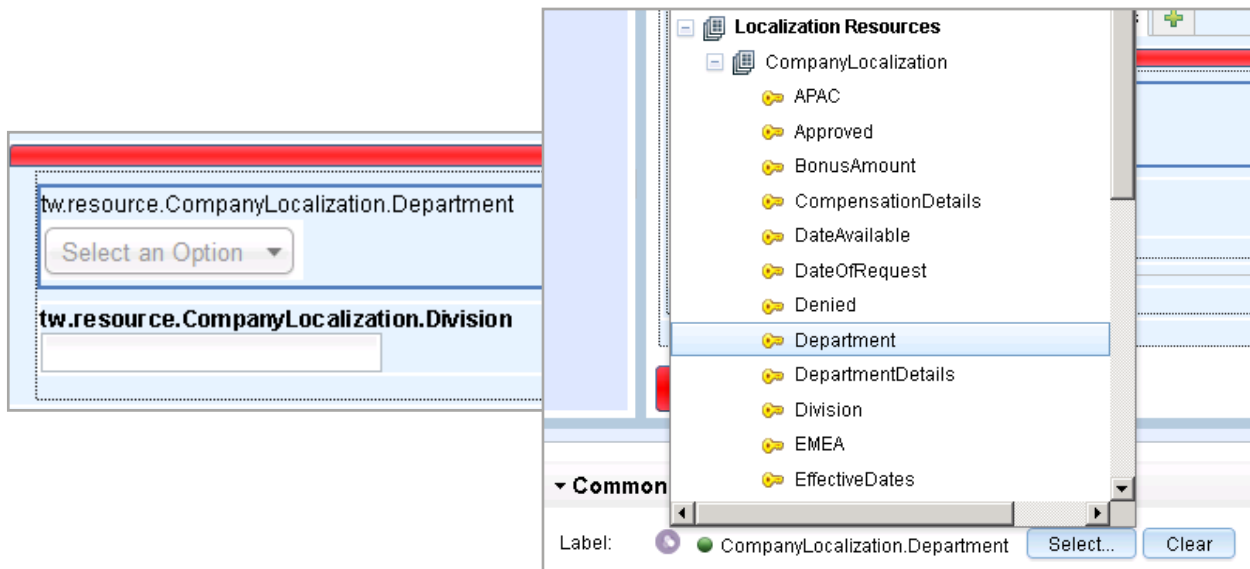 tw.resource.CompanyLocalization.Department
Select an Option
tw.resource.CompanyLocalization.Division
Localization Resources
CompanyLocalization
APAC
Approved
BonusAmount
CompensationDetails
DateAvailable
DateOfRequest
Denied
Department
DepartmentDetails
Division
EMEA
EffectiveDates
Common
Label: CompanyLocalization.Department Select... Clear